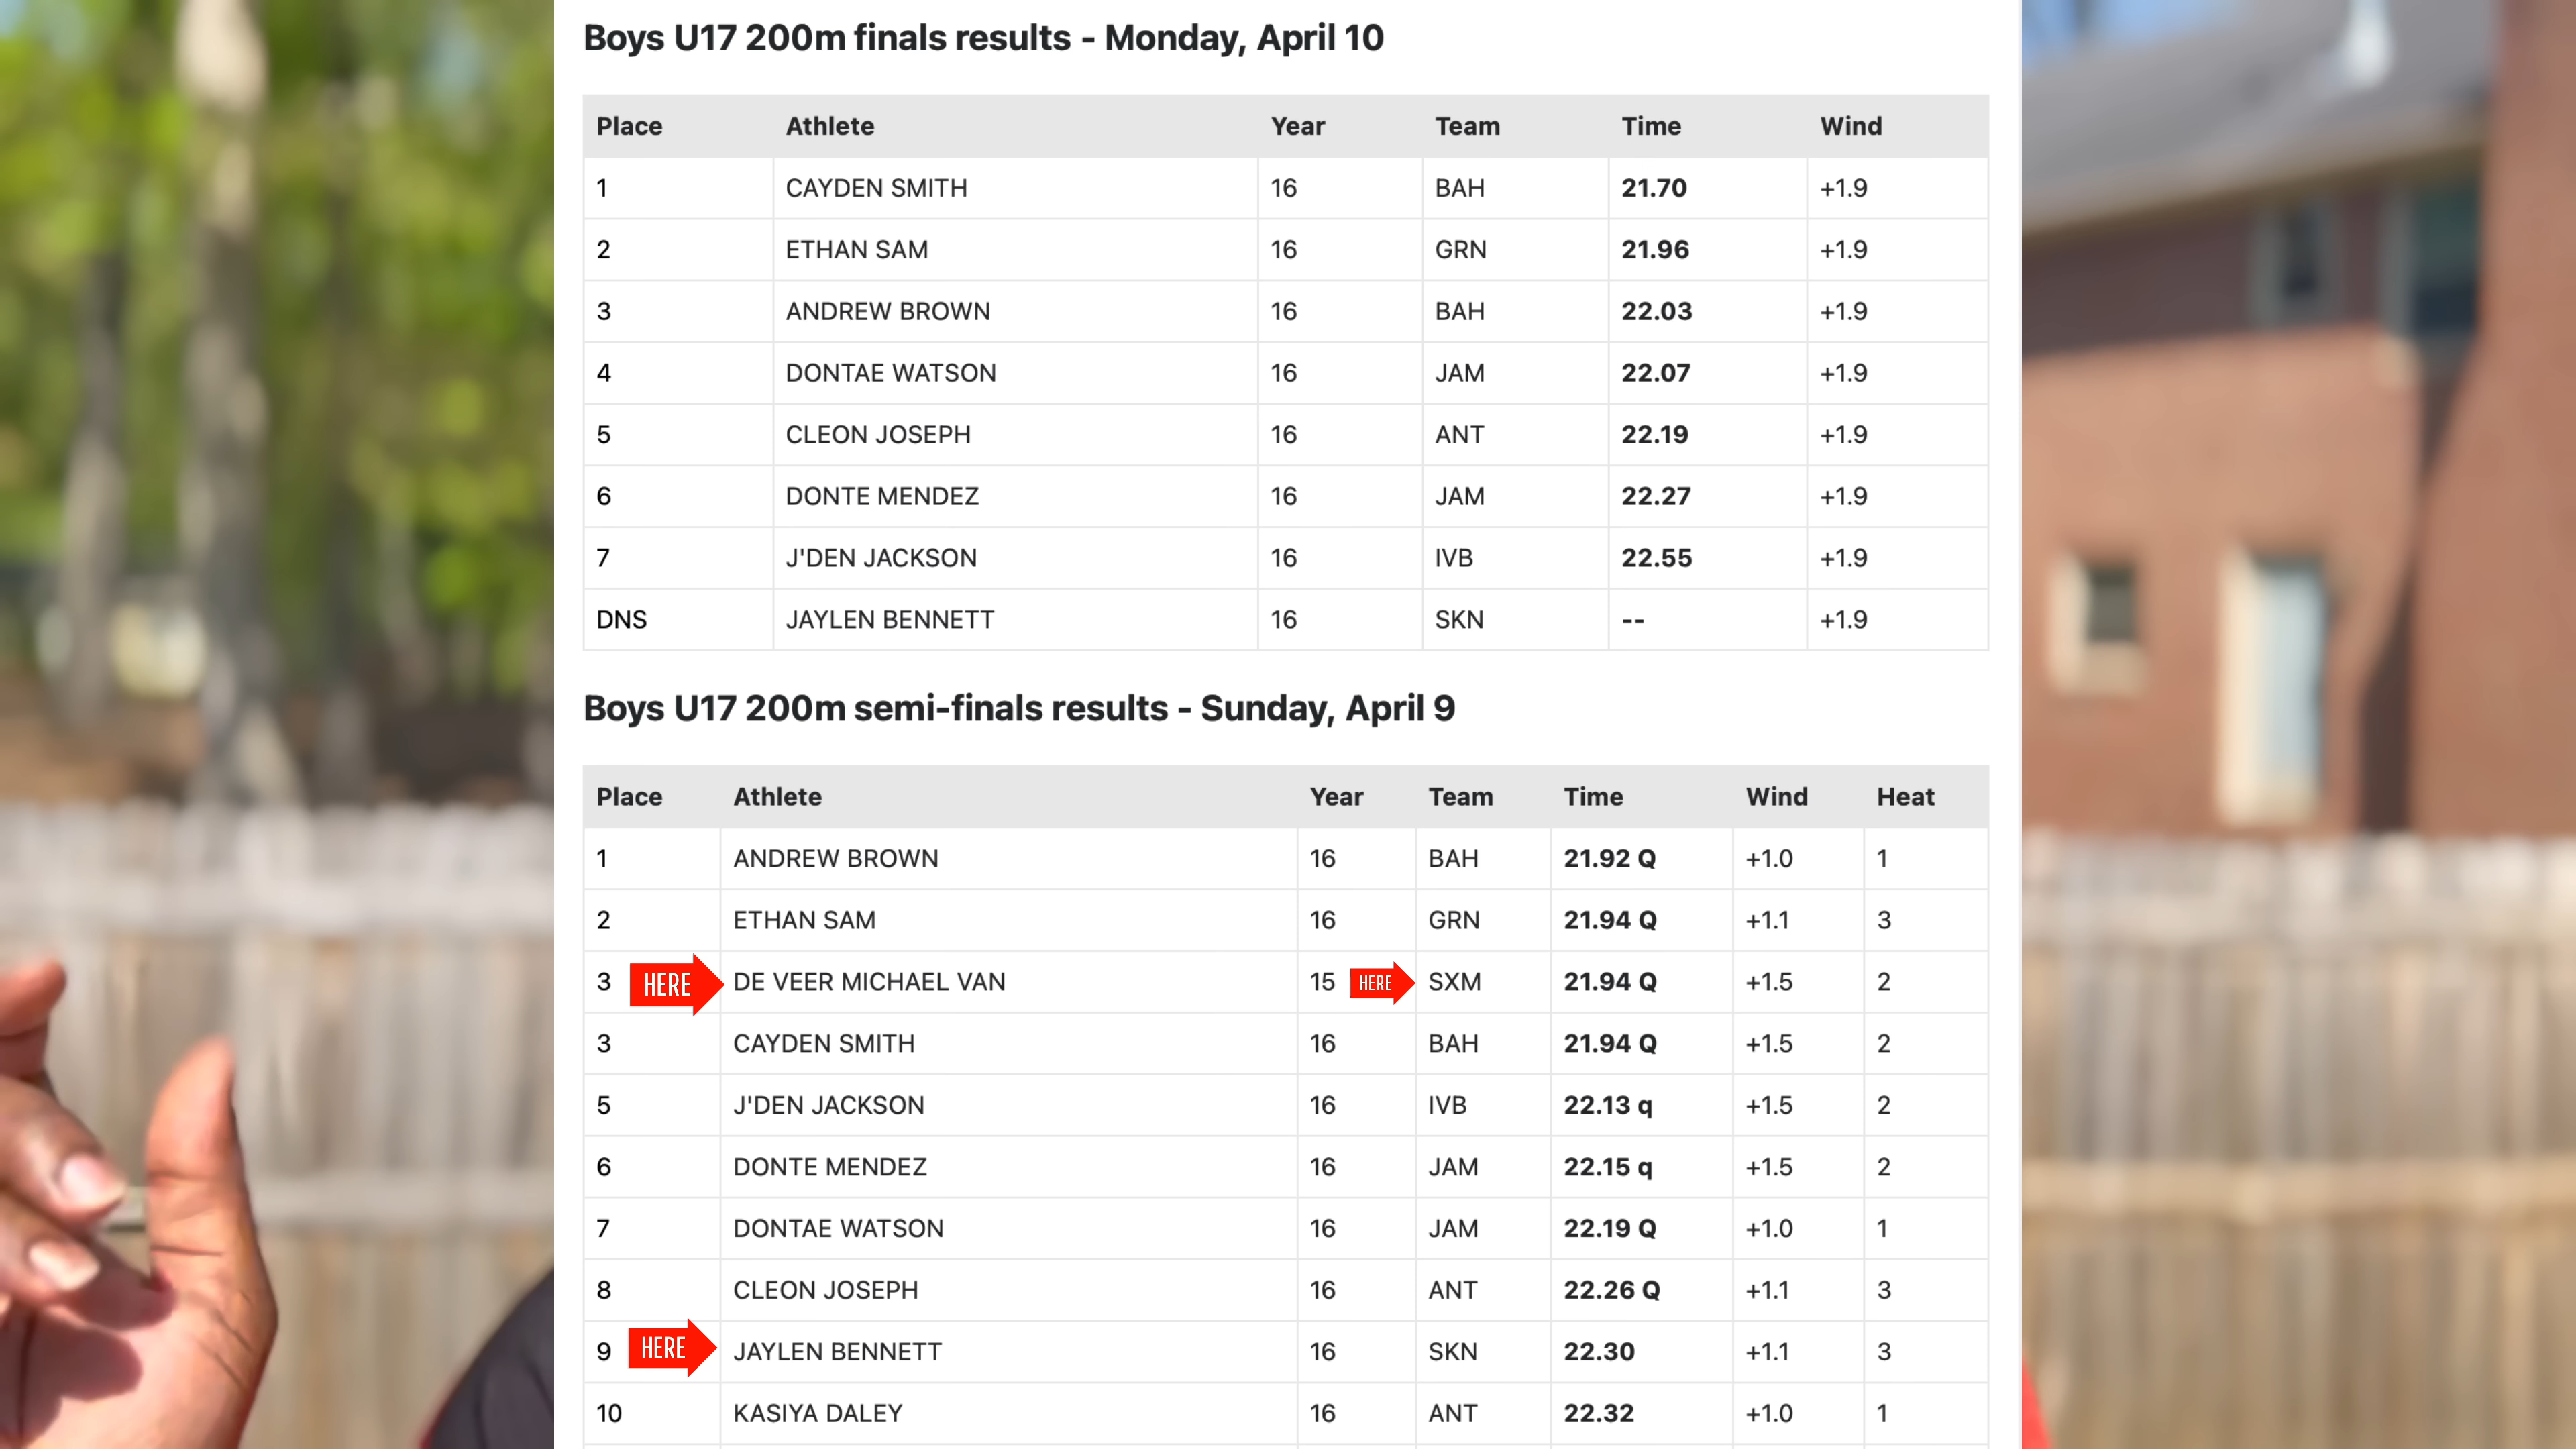 Boys U17 200m finals results - Monday, April 10
Place Athlete Year Team Time Wind
1 CAYDEN SMITH 16 BAH 21.70 +1.9
2 ETHAN SAM 16 GRN 21.96 +1.9
3 ANDREW BROWN 16 BAH 22.03 +1.9
4 DONTAE WATSON 16 JAM 22.07 +1.9
5 CLEON JOSEPH 16 ANT 22.19 +1.9
6 DONTE MENDEZ 16 JAM 22.27 +1.9
7 J'DEN JACKSON 16 IVB 22.55 +1.9
DNS JAYLEN BENNETT 16 SKN -- +1.9
Boys U17 200m semi-finals results - Sunday, April 9
Place Athlete Year Team Time Wind Heat
1 ANDREW BROWN 16 BAH 21.92 Q +1.0 1
2 ETHAN SAM 16 GRN 21.94 Q +1.1 3
3 HERE DE VEER MICHAEL VAN 15 HERE SXM 21.94 Q +1.5 2
3 CAYDEN SMITH 16 BAH 21.94 Q +1.5 2
5 J'DEN JACKSON 16 IVB 22.13 q +1.5 2
6 DONTE MENDEZ 16 JAM 22.15 q +1.5 2
7 DONTAE WATSON 16 JAM 22.19 Q +1.0 1
8 CLEON JOSEPH 16 ANT 22.26 Q +1.1 3
9 HERE JAYLEN BENNETT 16 SKN 22.30 +1.1 3
10 KASIYA DALEY 16 ANT 22.32 +1.0 1